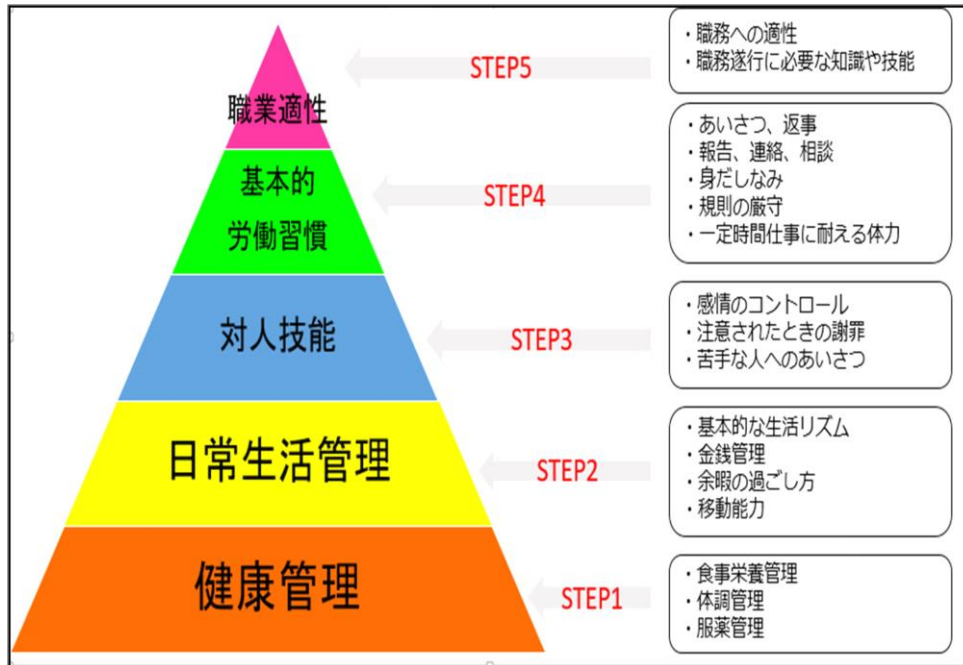 職業適性
STEP5
・職務への適性
・職務遂行に必要な知識や技能
基本的
労働習慣
STEP4
・あいさつ、返事
・報告、連絡、相談
・身だしなみ
・規則の厳守
・一定時間仕事に耐える体力
対人技能
STEP3
・感情のコントロール
・注意されたときの謝罪
・苦手な人へのあいさつ
日常生活管理
STEP2
・基本的な生活リズム
・金銭管理
・余暇の過ごし方
・移動能力
健康管理
STEP1
・食事栄養管理
・体調管理
・服薬管理